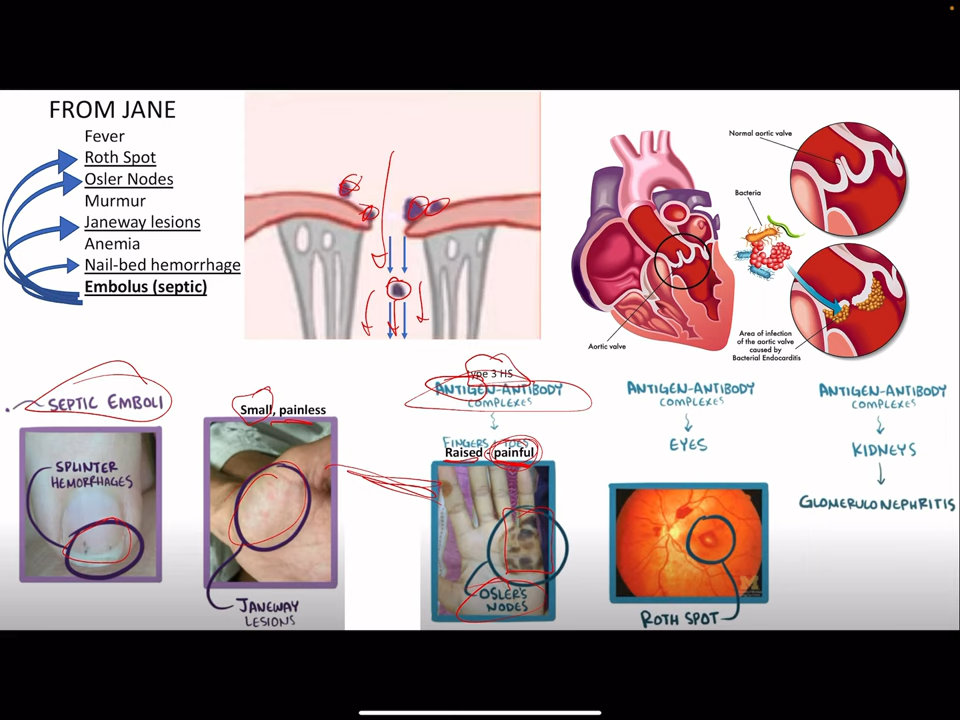 FROM JANE
Fever
Roth Spot
Osler Nodes
Murmur
Janeway lesions
Anemia
Nail-bed hemorrhage
Embolus (septic)
Normal aortic valve
Bacteria
Aortic valve
Area of infection
of the aortic valve
caused by
Bacterial Endocarditis
SEPTIC EMBOLI
SPLINTER
HEMORRHAGES
Small, painless
JANEWAY
LESIONS
Type 3 HS
ANTIGEN-ANTIBODY
COMPLEXES
FINGERS + TOES
Raised - painful
OSLER'S
NODES
ANTIGEN-ANTIBODY
COMPLEXES
EYES
ROTH SPOT
ANTIGEN-ANTIBODY
COMPLEXES
KIDNEYS
GLOMERULONEPHRITIS